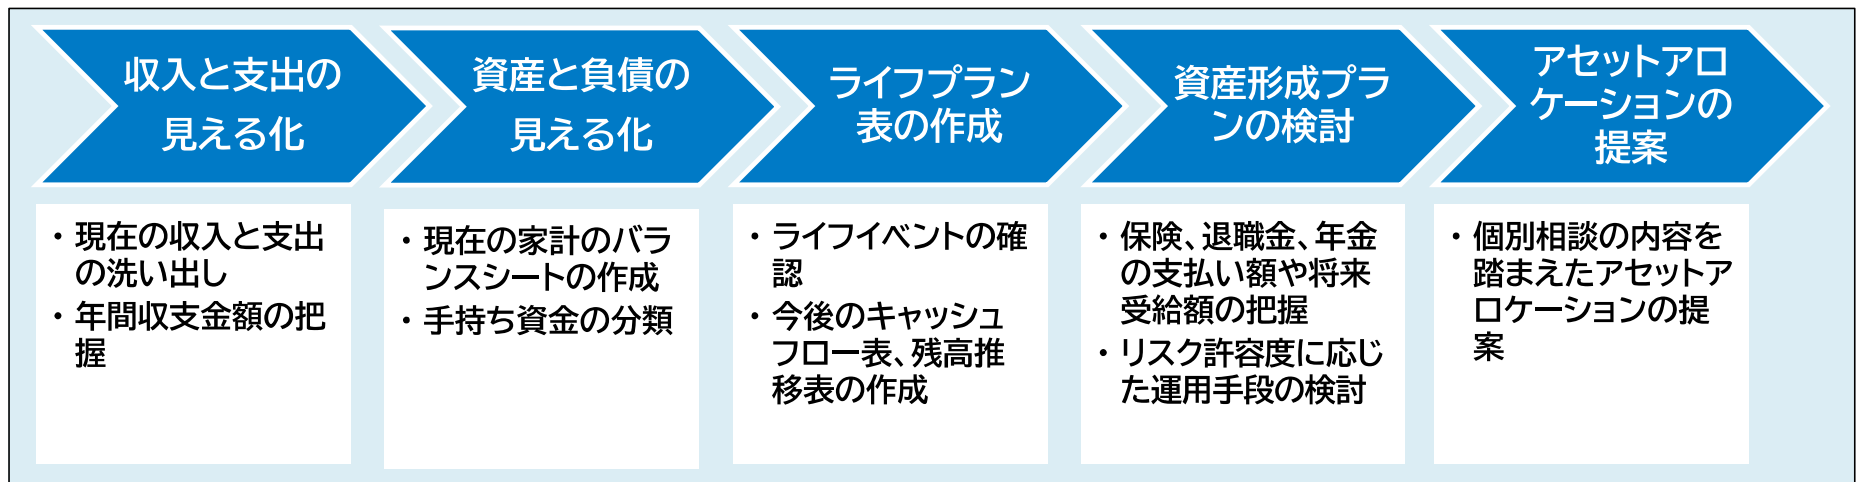 収入と支出の
見える化
資産と負債の
見える化
ライフプラン
表の作成
資産形成プラ
ンの検討
アセットアロ
ケーションの
提案
・現在の収入と支出
の洗い出し
・年間収支金額の把
握
・現在の家計のバラ
ンスシートの作成
・手持ち資金の分類
・ライフイベントの確
認
・今後のキャッシュ
フロー表、残高推
移表の作成
・保険、退職金、年金
の支払い額や将来
受給額の把握
・リスク許容度に応じ
た運用手段の検討
・個別相談の内容を
踏まえたアセットア
ロケーションの提
案